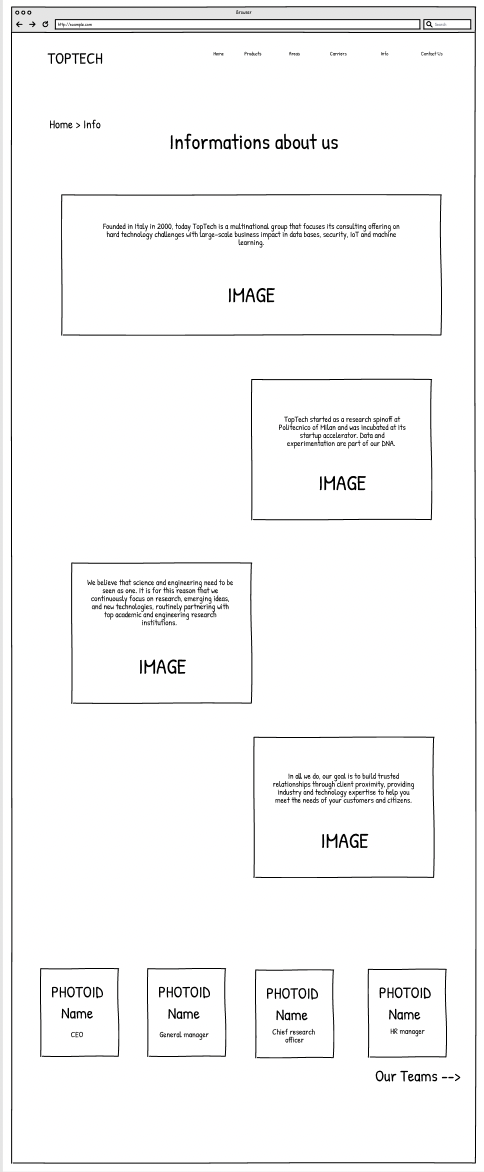 Browser
http://example.com
Search
TOPTECH
Home Products Areas Carriers Info Contact Us
Home > Info
Informations about us
Founded in Italy in 2000, today TopTech is a multinational group that focuses its consulting offering on
hard technology challenges with large-scale business impact in data bases, security, IoT and machine
learning.
IMAGE
TopTech started as a research spinoff at
Politecnico of Milan and was incubated at its
startup accelerator. Data and
experimentation are part of our DNA.
IMAGE
We believe that science and engineering need to be
seen as one. It is for this reason that we
continuously focus on research, emerging ideas,
and new technologies, routinely partnering with
top academic and engineering research
institutions.
IMAGE
In all we do, our goal is to build trusted
relationships through client proximity, providing
industry and technology expertise to help you
meet the needs of your customers and citizens.
IMAGE
PHOTOID
Name
CEO
PHOTOID
Name
General manager
PHOTOID
Name
Chief research
officer
PHOTOID
Name
HR manager
Our Teams -->